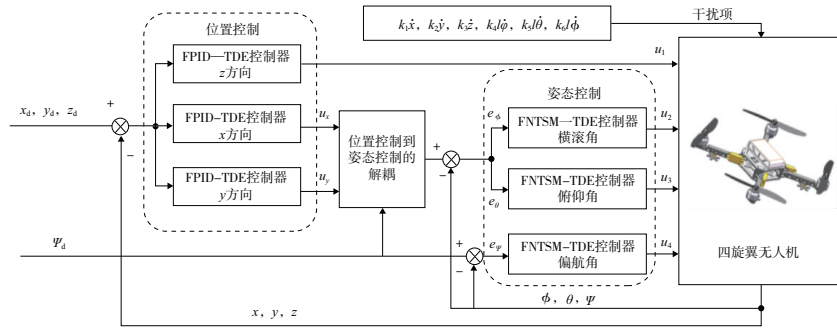 位置控制
k₁ẋ, k₂ẏ, k₃ż, k₄lφ̇, k₅lθ̇, k₆lϕ̇
干扰项
FPID—TDE控制器
z方向
u₁
x_d, y_d, z_d
+
−
FPID-TDE控制器
x方向
u_x
FPID-TDE控制器
y方向
u_y
位置控制到
姿态控制的
解耦
+
−
姿态控制
e_ϕ
FNTSM—TDE控制器
横滚角
u₂
e_θ
FNTSM-TDE控制器
俯仰角
u₃
Ψ_d
+
−
e_Ψ
FNTSM-TDE控制器
偏航角
u₄
四旋翼无人机
ϕ, θ, Ψ
x, y, z